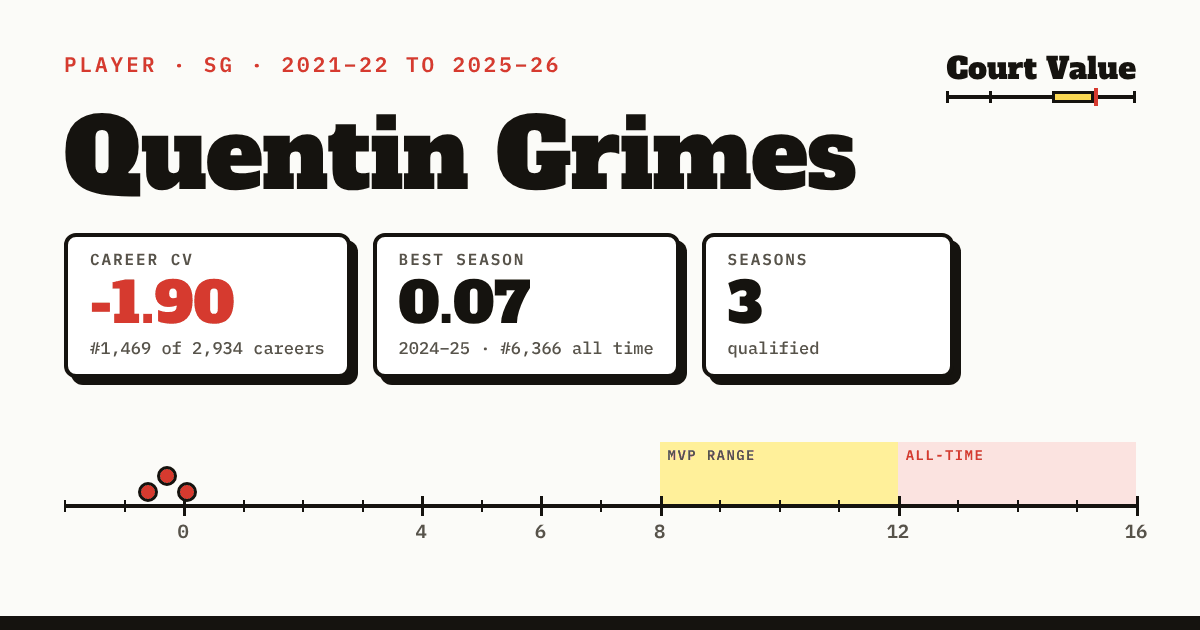 PLAYER · SG · 2021–22 TO 2025–26
Court Value
Quentin Grimes
CAREER CV
-1.90
#1,469 of 2,934 careers
BEST SEASON
0.07
2024–25 · #6,366 all time
SEASONS
3
qualified
MVP RANGE
ALL-TIME
0 4 6 8 12 16